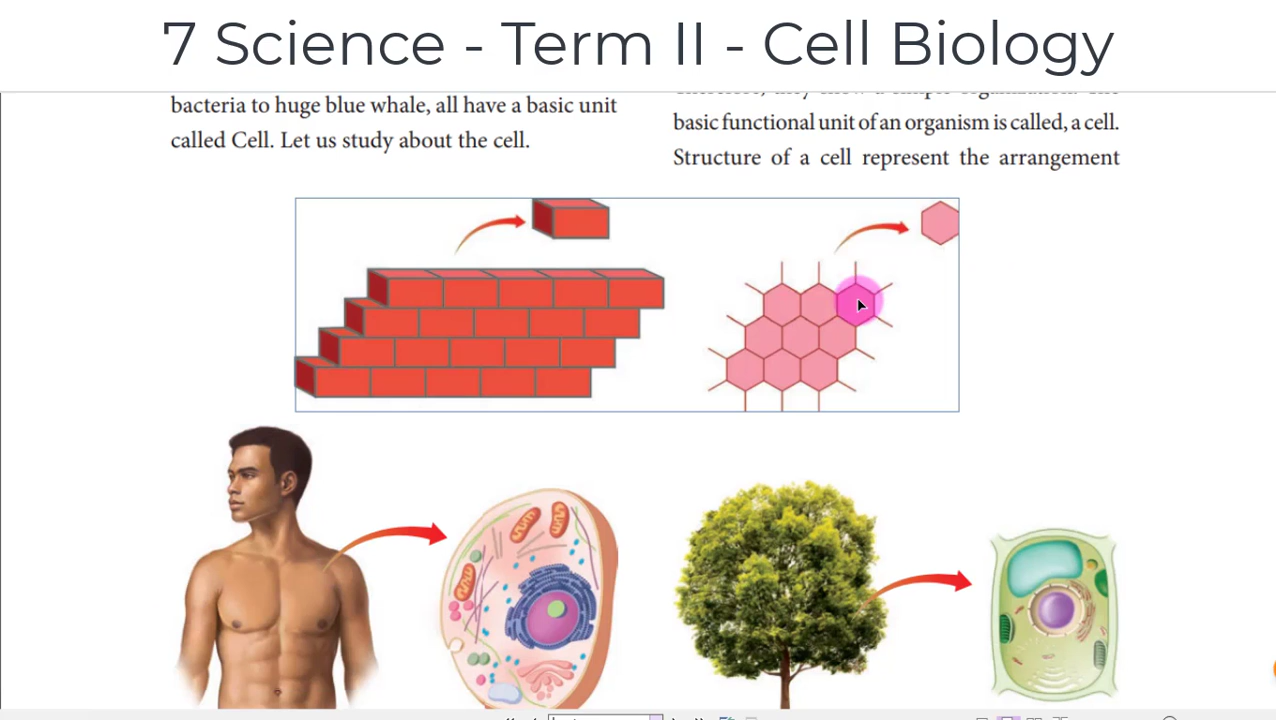 7 Science - Term II - Cell Biology
bacteria to huge blue whale, all have a basic unit
called Cell. Let us study about the cell.
basic functional unit of an organism is called, a cell.
Structure of a cell represent the arrangement